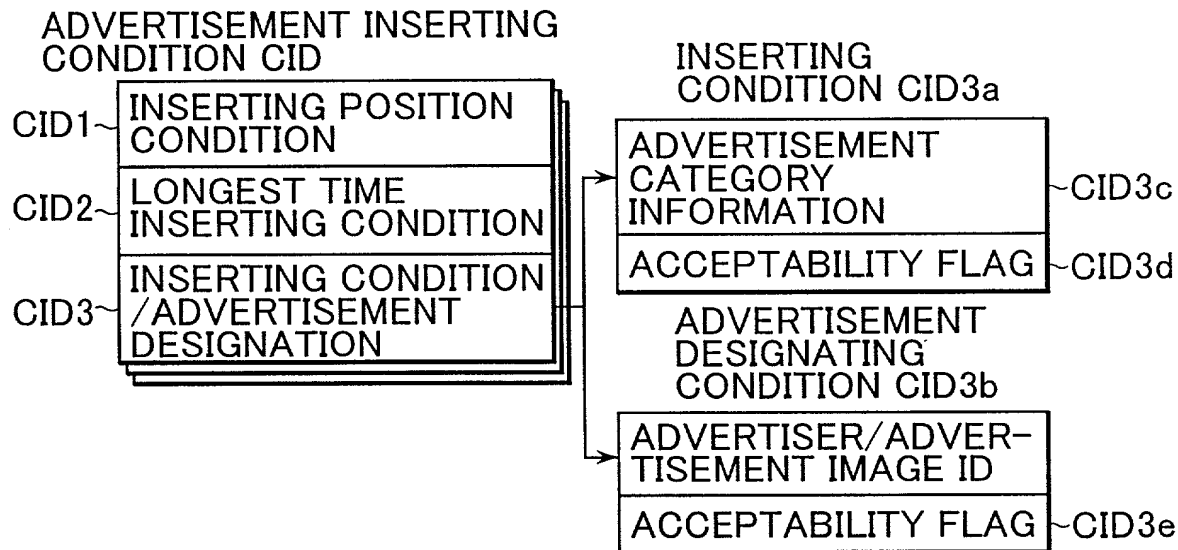 ADVERTISEMENT INSERTING
CONDITION CID
CID1
INSERTING POSITION
CONDITION
CID2
LONGEST TIME
INSERTING CONDITION
CID3
INSERTING CONDITION
/ADVERTISEMENT
DESIGNATION
INSERTING
CONDITION CID3a
ADVERTISEMENT
CATEGORY
INFORMATION
CID3c
ACCEPTABILITY FLAG
CID3d
ADVERTISEMENT
DESIGNATING
CONDITION CID3b
ADVERTISER/ADVER-
TISEMENT IMAGE ID
ACCEPTABILITY FLAG
CID3e